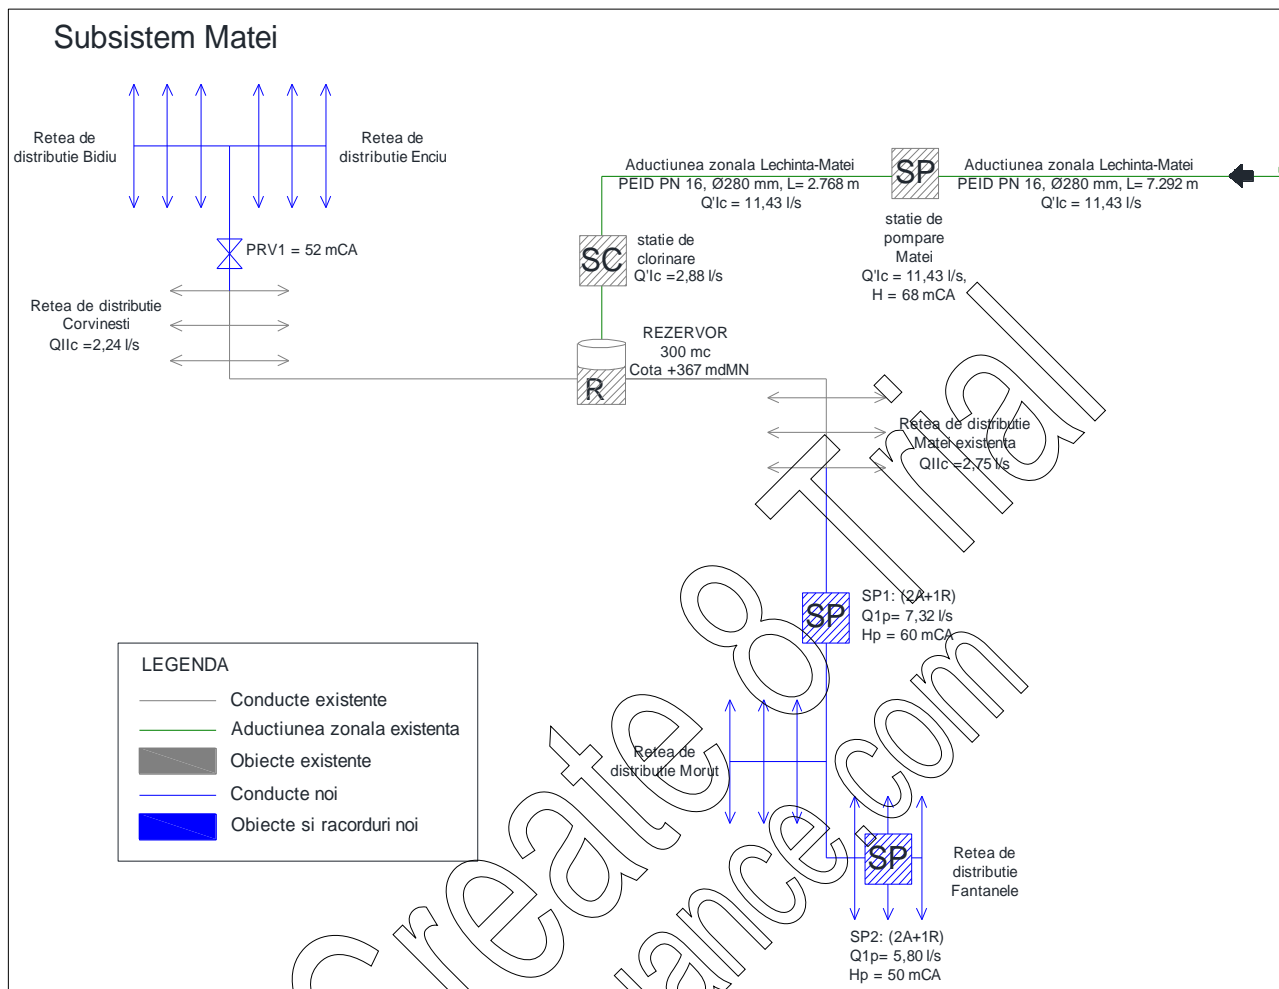 Subsistem Matei
Retea de
distributie Bidiu
Retea de
distributie Enciu
PRV1 = 52 mCA
Retea de distributie
Corvinesti
QIIc =2,24 l/s
Aductiunea zonala Lechinta-Matei
PEID PN 16, Ø280 mm, L= 2.768 m
Q'Ic = 11,43 l/s
SP
Aductiunea zonala Lechinta-Matei
PEID PN 16, Ø280 mm, L= 7.292 m
Q'Ic = 11,43 l/s
statie de
pompare
Matei
Q'Ic = 11,43 l/s,
H = 68 mCA
SC
statie de
clorinare
Q'Ic =2,88 l/s
R
REZERVOR
300 mc
Cota +367 mdMN
Retea de distributie
Matei existenta
QIIc =2,75 l/s
SP
SP1: (2A+1R)
Q1p= 7,32 l/s
Hp = 60 mCA
Retea de
distributie Morut
SP
Retea de
distributie
Fantanele
SP2: (2A+1R)
Q1p= 5,80 l/s
Hp = 50 mCA
LEGENDA
Conducte existente
Aductiunea zonala existenta
Obiecte existente
Conducte noi
Obiecte si racorduri noi
Create 8 Trial
uance.com